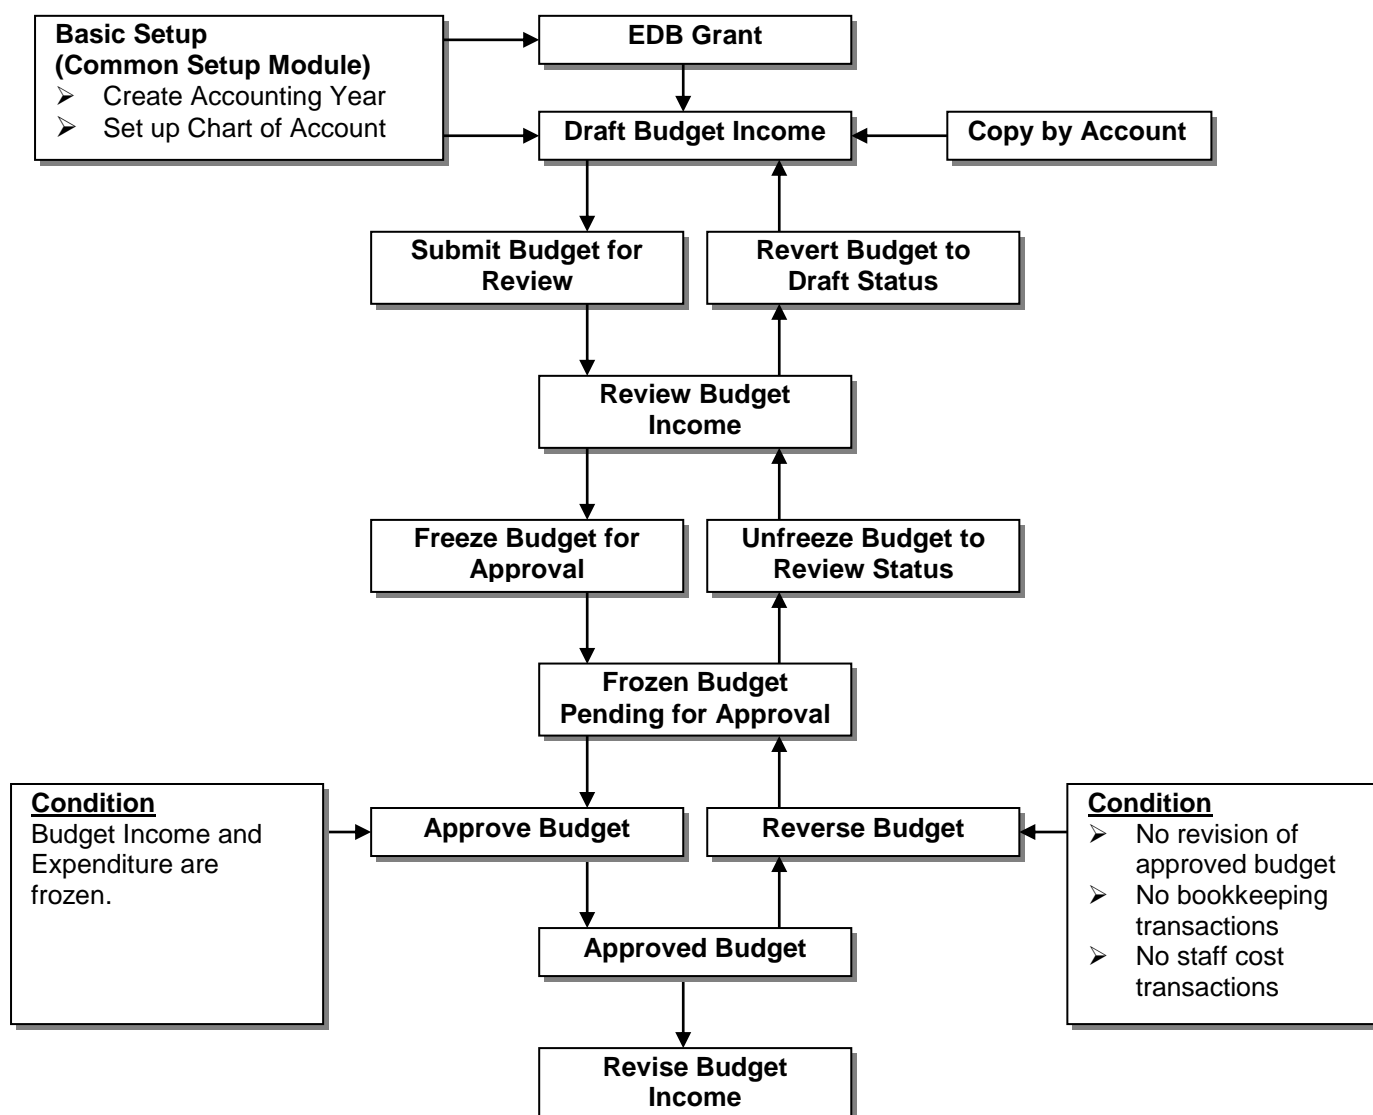 Basic Setup
(Common Setup Module)
➢ Create Accounting Year
➢ Set up Chart of Account
EDB Grant
Draft Budget Income
Copy by Account
Submit Budget for
Review
Revert Budget to
Draft Status
Review Budget
Income
Freeze Budget for
Approval
Unfreeze Budget to
Review Status
Frozen Budget
Pending for Approval
Condition
Budget Income and
Expenditure are
frozen.
Approve Budget
Reverse Budget
Condition
➢ No revision of
approved budget
➢ No bookkeeping
transactions
➢ No staff cost
transactions
Approved Budget
Revise Budget
Income